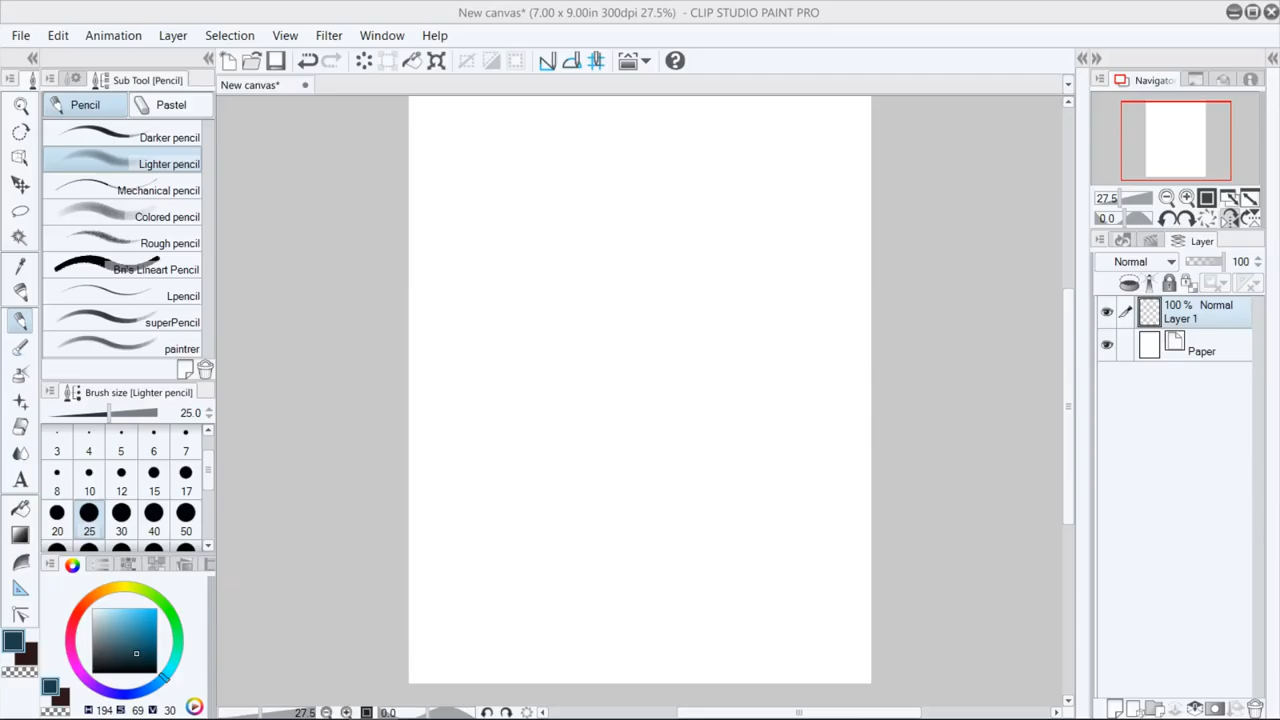 New canvas* (7.00 x 9.00in 300dpi 27.5%) - CLIP STUDIO PAINT PRO
File Edit Animation Layer Selection View Filter Window Help
Sub Tool [Pencil]
New canvas*
Navigator
Pencil Pastel
Darker pencil
Lighter pencil
Mechanical pencil
Colored pencil
Rough pencil
Bri's Lineart Pencil
Lpencil
superPencil
paintrer
Brush size [Lighter pencil]
25.0
3 4 5 6 7
8 10 12 15 17
20 25 30 40 50
H 194 S 69 V 30
27.5 0.0
27.5
0.0
Layer
Normal 100
100 % Normal
Layer 1
Paper